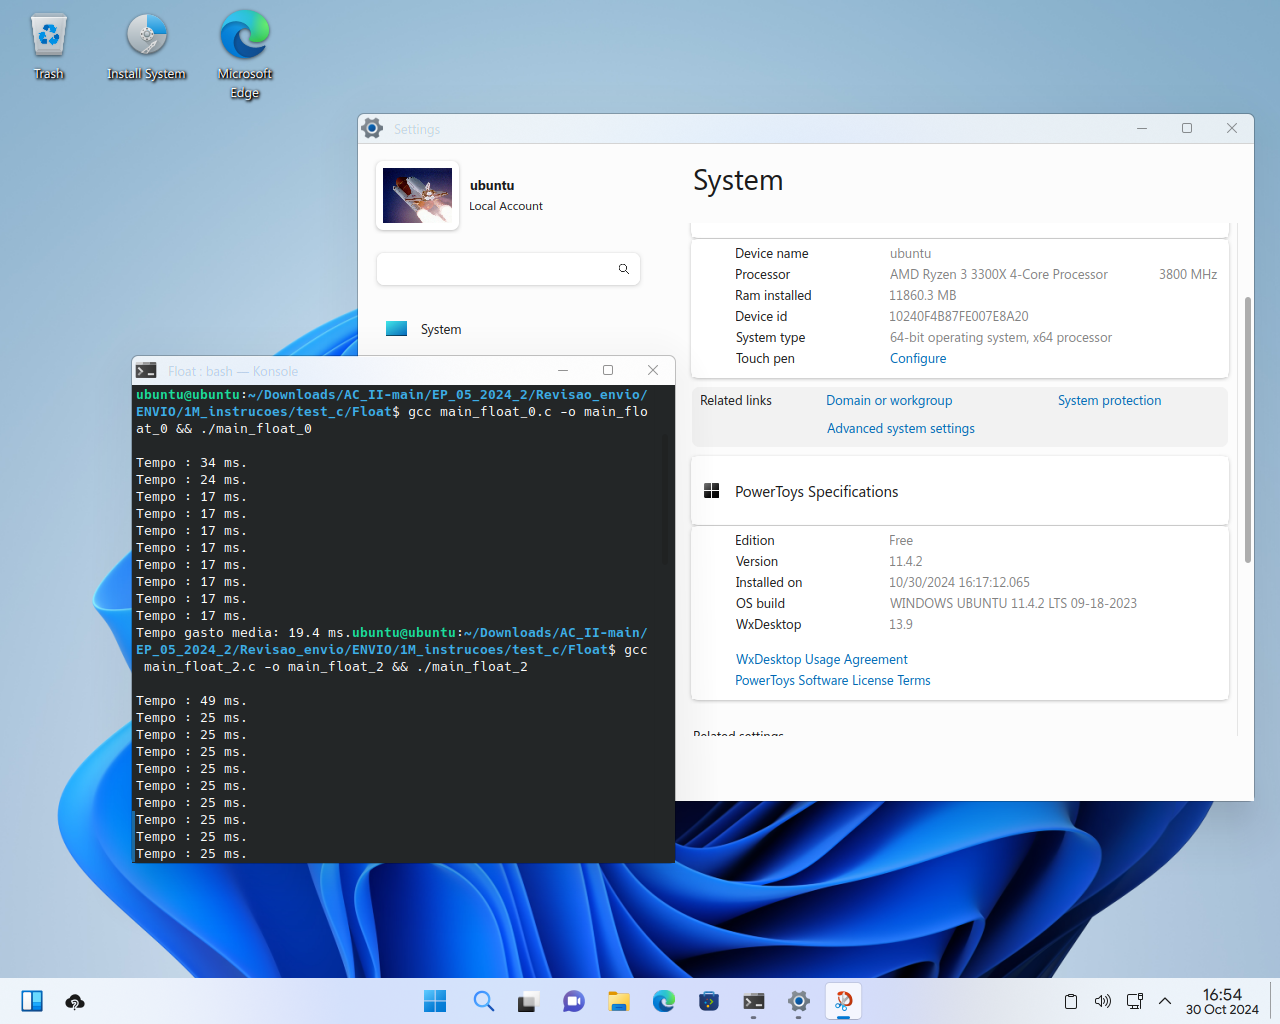 Trash
Install System
Microsoft
Edge
Settings
ubuntu
Local Account
System
System
Device name ubuntu
Processor AMD Ryzen 3 3300X 4-Core Processor 3800 MHz
Ram installed 11860.3 MB
Device id 10240F4B87FE007E8A20
System type 64-bit operating system, x64 processor
Touch pen Configure
Related links Domain or workgroup System protection
Advanced system settings
PowerToys Specifications
Edition Free
Version 11.4.2
Installed on 10/30/2024 16:17:12.065
OS build WINDOWS UBUNTU 11.4.2 LTS 09-18-2023
WxDesktop 13.9
WxDesktop Usage Agreement
PowerToys Software License Terms
Related settings
Float : bash — Konsole
ubuntu@ubuntu:~/Downloads/AC_II-main/EP_05_2024_2/Revisao_envio/
ENVIO/1M_instrucoes/test_c/Float$ gcc main_float_0.c -o main_flo
at_0 && ./main_float_0
Tempo : 34 ms.
Tempo : 24 ms.
Tempo : 17 ms.
Tempo : 17 ms.
Tempo : 17 ms.
Tempo : 17 ms.
Tempo : 17 ms.
Tempo : 17 ms.
Tempo : 17 ms.
Tempo : 17 ms.
Tempo gasto media: 19.4 ms.ubuntu@ubuntu:~/Downloads/AC_II-main/
EP_05_2024_2/Revisao_envio/ENVIO/1M_instrucoes/test_c/Float$ gcc
main_float_2.c -o main_float_2 && ./main_float_2
Tempo : 49 ms.
Tempo : 25 ms.
Tempo : 25 ms.
Tempo : 25 ms.
Tempo : 25 ms.
Tempo : 25 ms.
Tempo : 25 ms.
Tempo : 25 ms.
Tempo : 25 ms.
Tempo : 25 ms.
16:54
30 Oct 2024